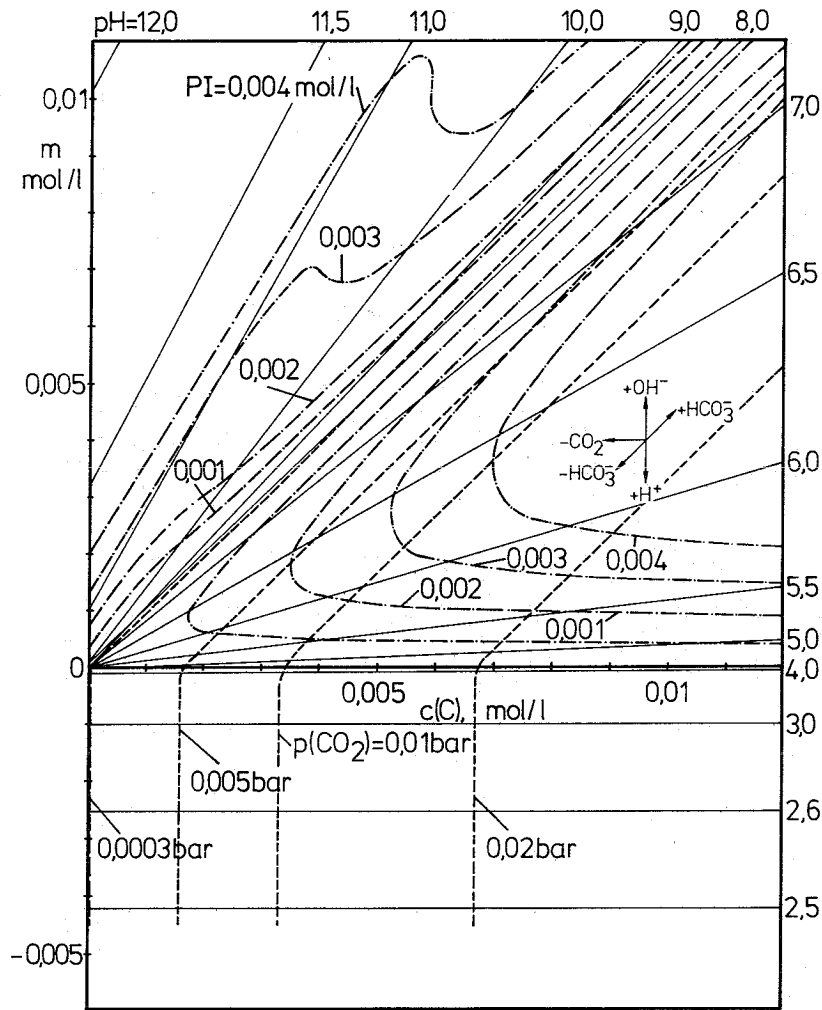 pH=12,0 11,5 11,0 10,0 9,0 8,0
PI=0,004 mol/l
0,01
m
mol/l
7,0
0,003
6,5
0,005
0,002
+OH⁻
+HCO₃⁻
−CO₂
−HCO₃⁻
+H⁺
0,001
6,0
0,004
0,003
0,002
5,5
0,001
5,0
0
4,0
0,005
0,01
c(C), mol/l
3,0
p(CO₂)=0,01bar
0,005bar
2,6
0,0003bar
0,02bar
2,5
−0,005